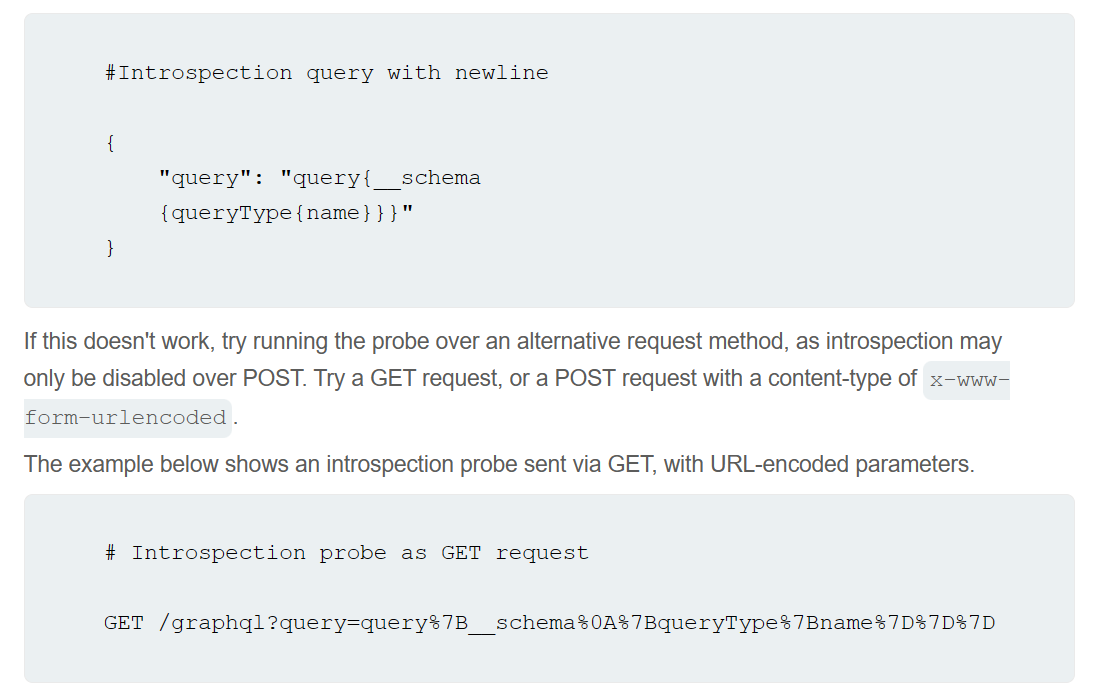 #Introspection query with newline
{
"query": "query{__schema
{queryType{name}}}"
}
If this doesn't work, try running the probe over an alternative request method, as introspection may
only be disabled over POST. Try a GET request, or a POST request with a content-type of x-www-
form-urlencoded.
The example below shows an introspection probe sent via GET, with URL-encoded parameters.
# Introspection probe as GET request
GET /graphql?query=query%7B__schema%0A%7BqueryType%7Bname%7D%7D%7D